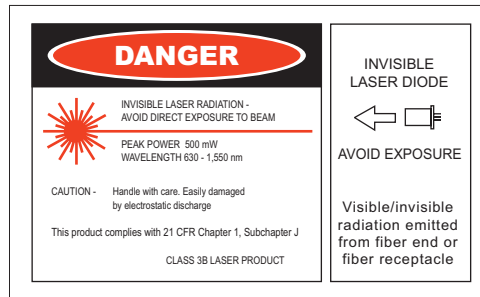 DANGER
INVISIBLE LASER RADIATION -
AVOID DIRECT EXPOSURE TO BEAM
PEAK POWER  500 mW
WAVELENGTH 630 - 1,550 nm
CAUTION -    Handle with care. Easily damaged
by electrostatic discharge
This product complies with 21 CFR Chapter 1, Subchapter J
CLASS 3B LASER PRODUCT
INVISIBLE
LASER DIODE
AVOID EXPOSURE
Visible/invisible
radiation emitted
from fiber end or
fiber receptacle